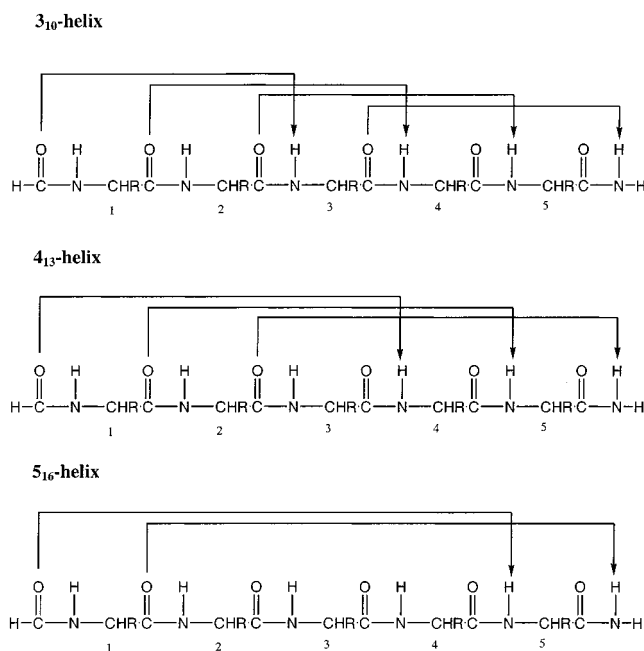 3₁₀-helix
O H O H O H O H O H O H
H-C-N-CHR-C-N-CHR-C-N-CHR-C-N-CHR-C-N-CHR-C-N-H
1 2 3 4 5
4₁₃-helix
O H O H O H O H O H O H
H-C-N-CHR-C-N-CHR-C-N-CHR-C-N-CHR-C-N-CHR-C-N-H
1 2 3 4 5
5₁₆-helix
O H O H O H O H O H O H
H-C-N-CHR-C-N-CHR-C-N-CHR-C-N-CHR-C-N-CHR-C-N-H
1 2 3 4 5